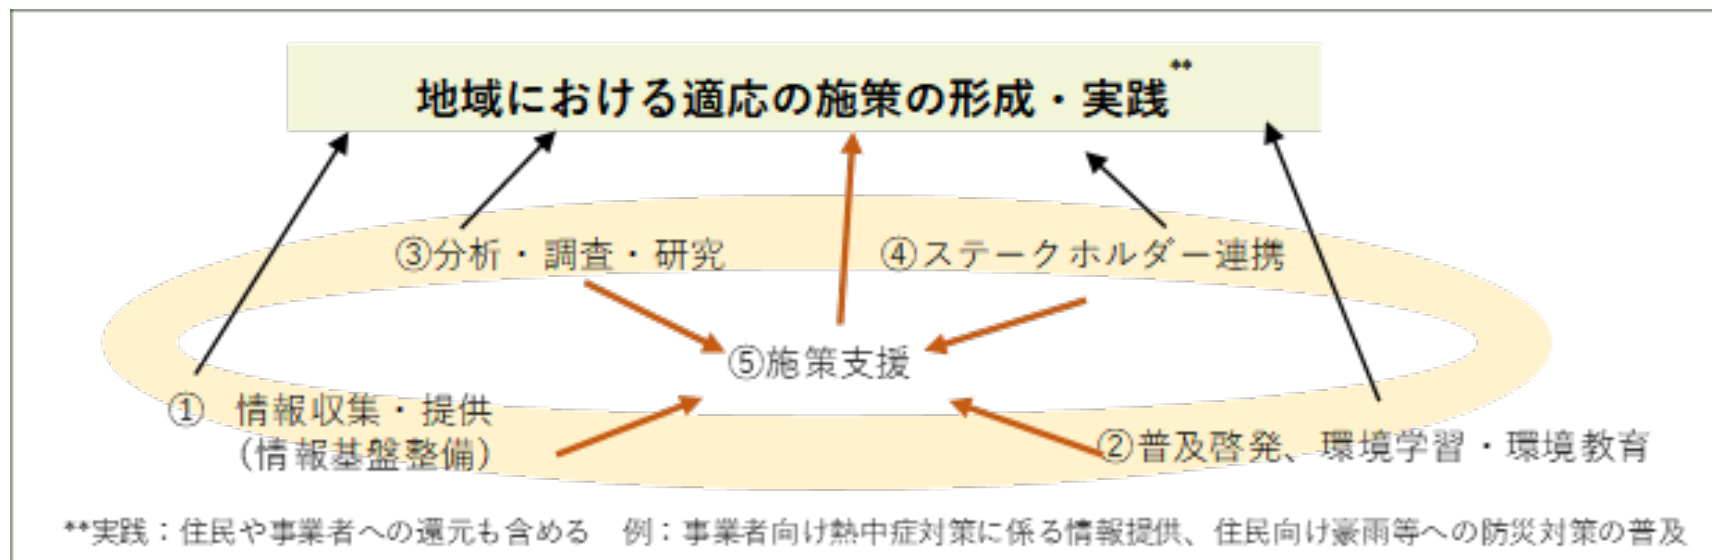 地域における適応の施策の形成・実践**
③分析・調査・研究
④ステークホルダー連携
⑤施策支援
① 情報収集・提供
（情報基盤整備）
②普及啓発、環境学習・環境教育
**実践：住民や事業者への還元も含める 例：事業者向け熱中症対策に係る情報提供、住民向け豪雨等への防災対策の普及